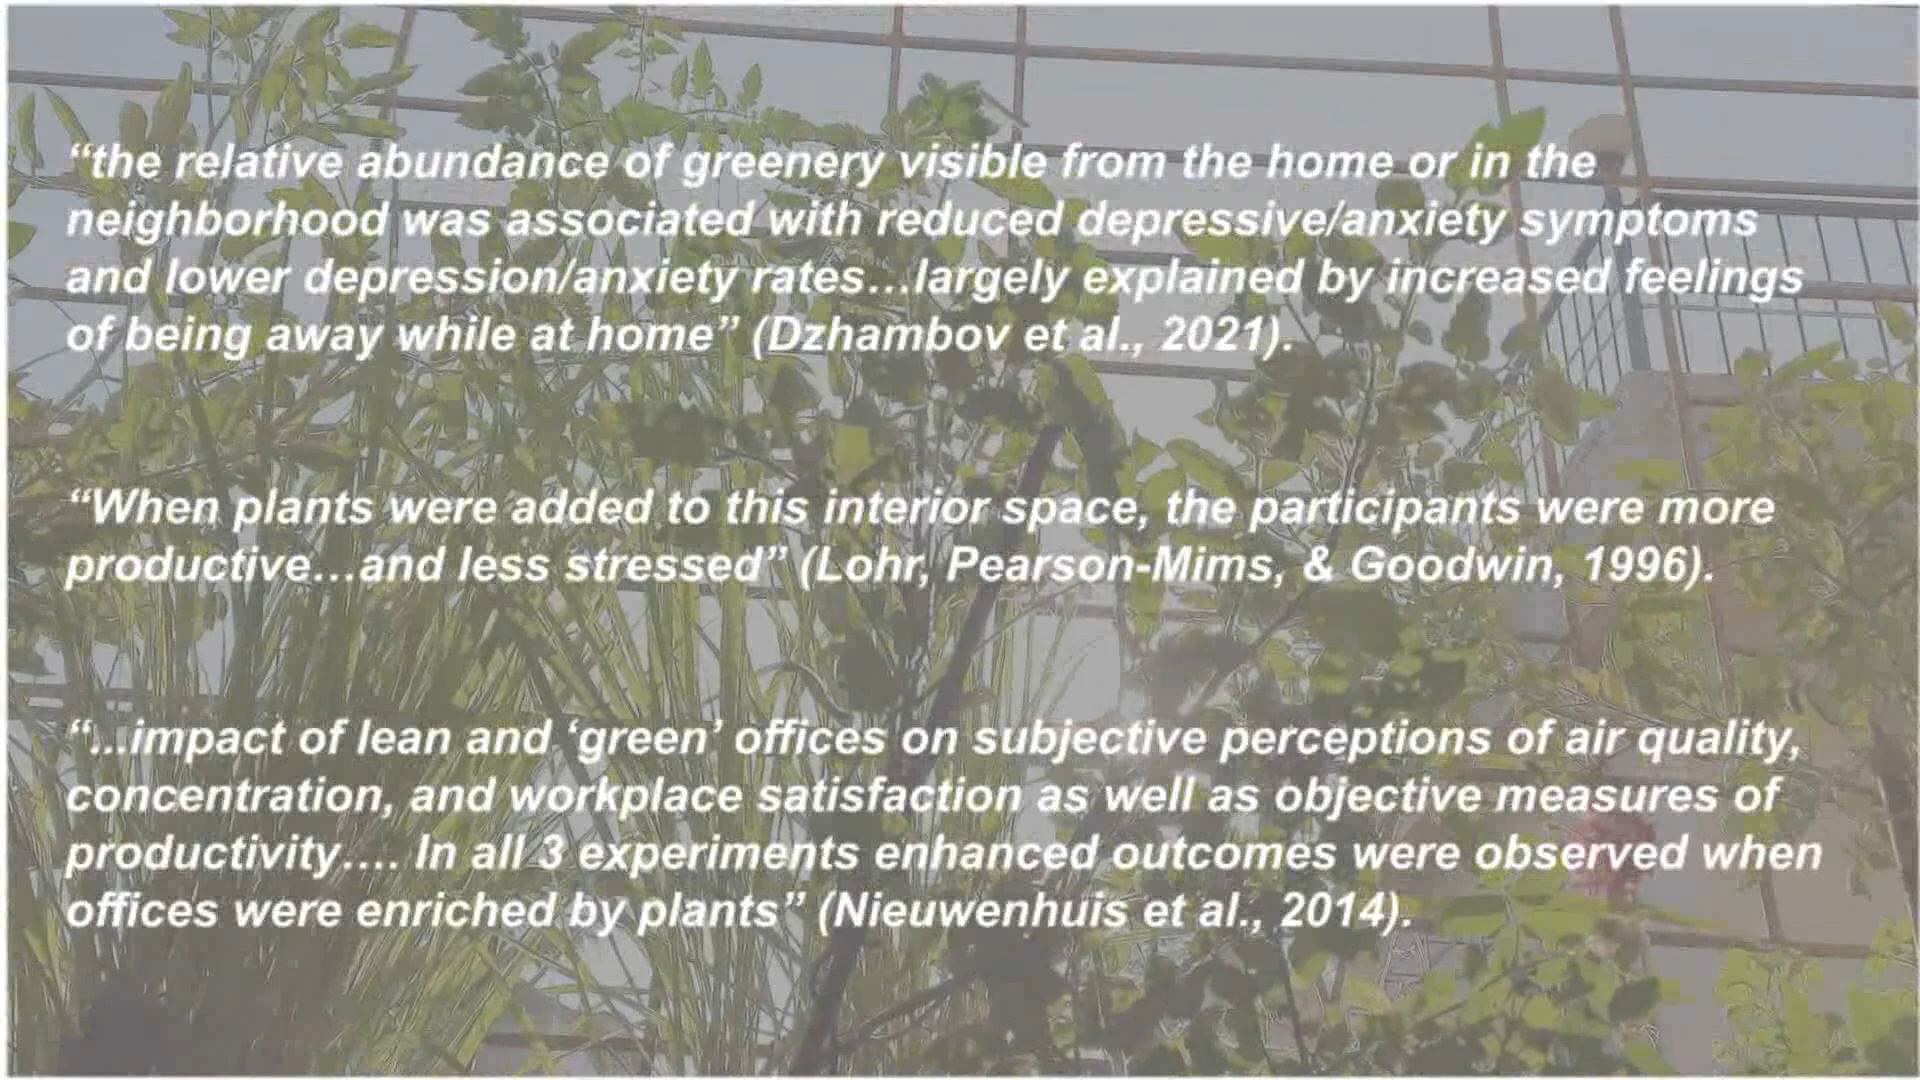 “the relative abundance of greenery visible from the home or in the
neighborhood was associated with reduced depressive/anxiety symptoms
and lower depression/anxiety rates…largely explained by increased feelings
of being away while at home” (Dzhambov et al., 2021).
“When plants were added to this interior space, the participants were more
productive…and less stressed” (Lohr, Pearson-Mims, & Goodwin, 1996).
“...impact of lean and ‘green’ offices on subjective perceptions of air quality,
concentration, and workplace satisfaction as well as objective measures of
productivity…. In all 3 experiments enhanced outcomes were observed when
offices were enriched by plants” (Nieuwenhuis et al., 2014).